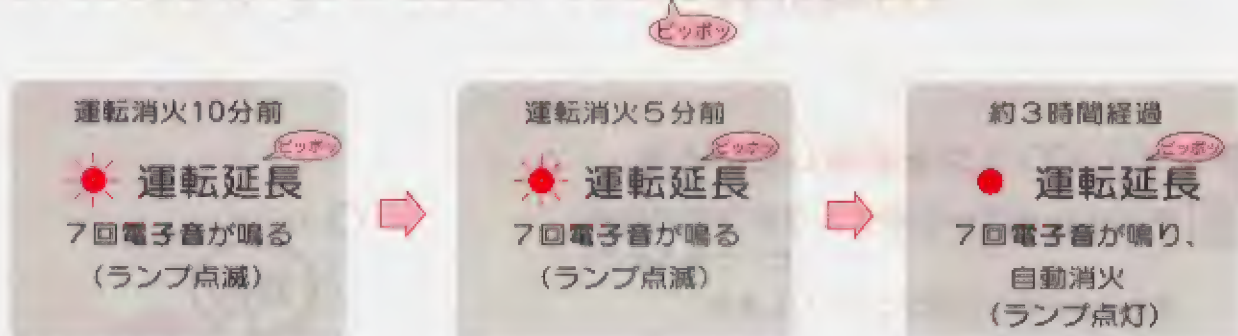 ピッポッ
運転消火10分前
ピッポッ
運転延長
7回電子音が鳴る
(ランプ点滅)
運転消火5分前
ピッポッ
運転延長
7回電子音が鳴る
(ランプ点滅)
約3時間経過
ピッポッ
運転延長
7回電子音が鳴り、
自動消火
(ランプ点灯)